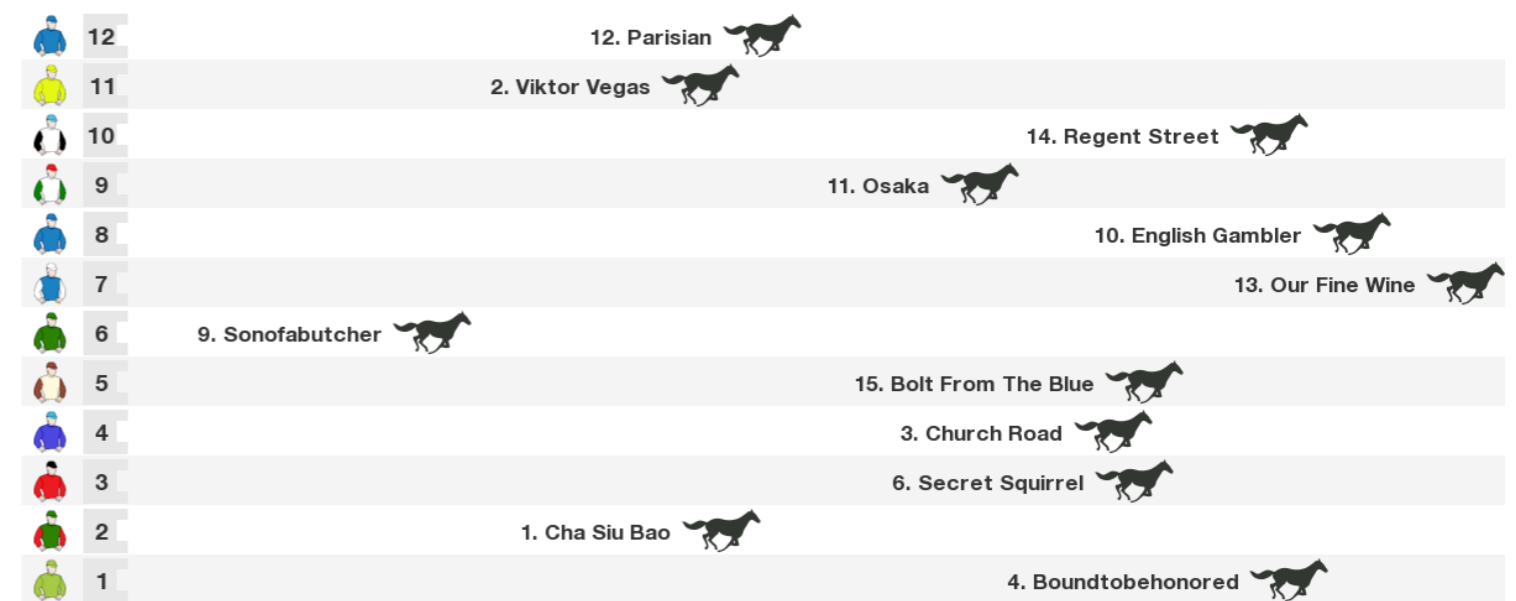 12 12. Parisian
11 2. Viktor Vegas
10 14. Regent Street
9 11. Osaka
8 10. English Gambler
7 13. Our Fine Wine
6 9. Sonofabutcher
5 15. Bolt From The Blue
4 3. Church Road
3 6. Secret Squirrel
2 1. Cha Siu Bao
1 4. Boundtobehonored